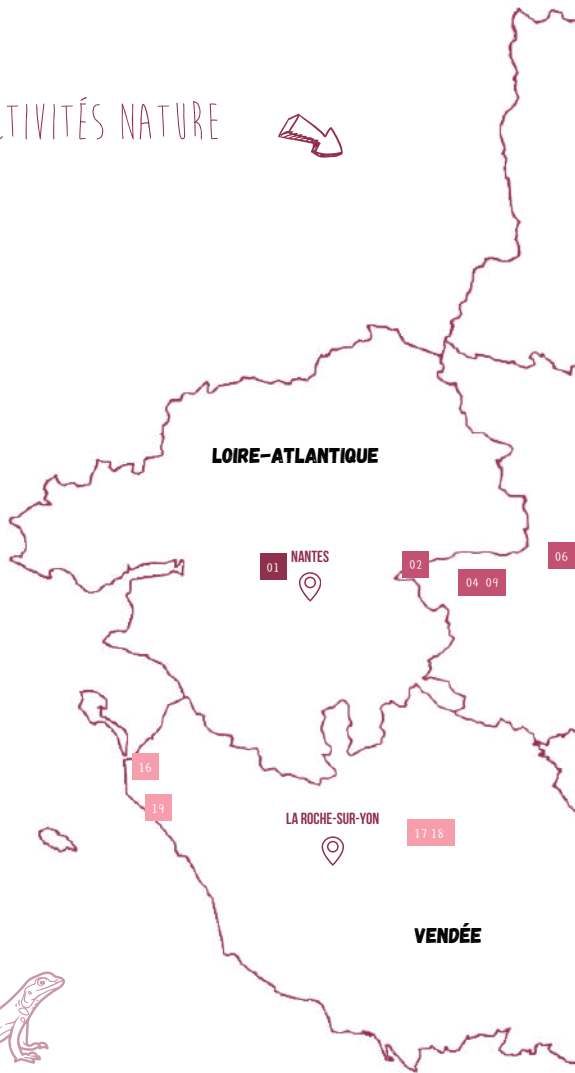 TIVITÉS NATURE
LOIRE-ATLANTIQUE
NANTES
01
02
06
04 09
16
19
LA ROCHE-SUR-YON
17 18
VENDÉE